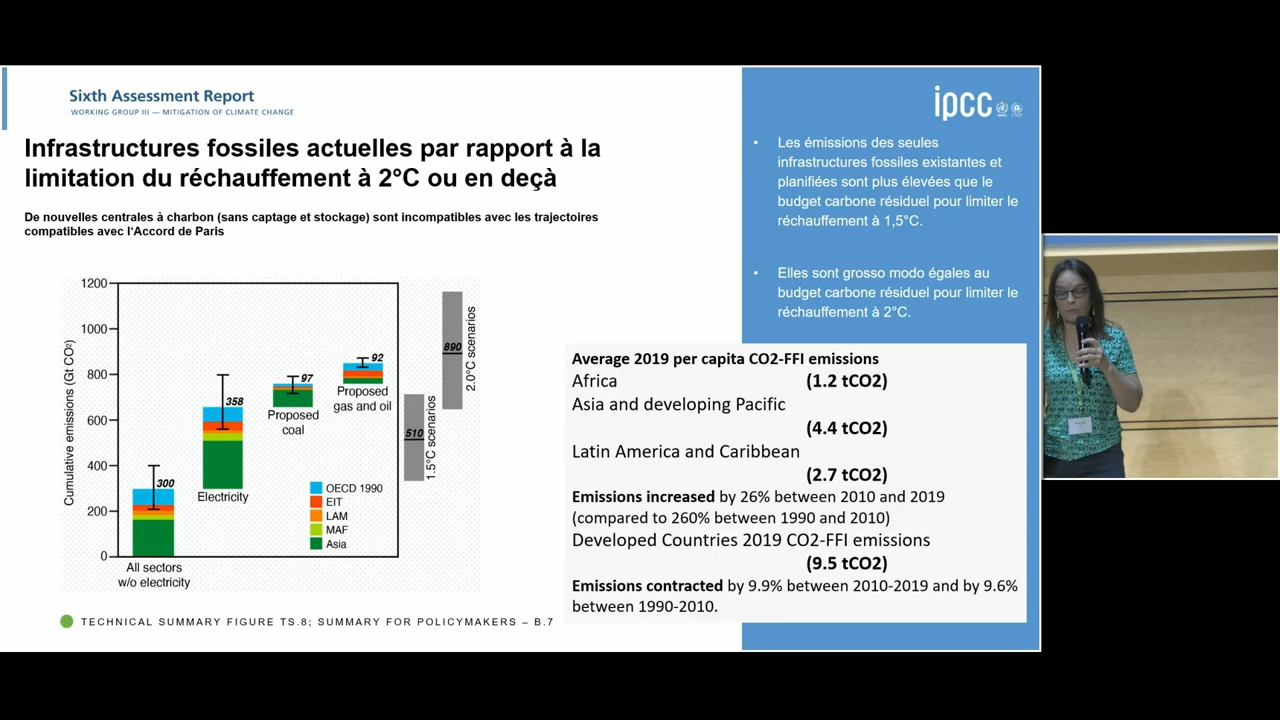 Sixth Assessment Report
WORKING GROUP III — MITIGATION OF CLIMATE CHANGE
Infrastructures fossiles actuelles par rapport à la
limitation du réchauffement à 2°C ou en deçà
De nouvelles centrales à charbon (sans captage et stockage) sont incompatibles avec les trajectoires
compatibles avec l'Accord de Paris
Cumulative emissions (Gt CO²)
1200
1000
800
600
400
200
0
300
All sectors
w/o electricity
358
Electricity
97
Proposed
coal
92
Proposed
gas and oil
OECD 1990
EIT
LAM
MAF
Asia
510
1.5°C scenarios
890
2.0°C scenarios
TECHNICAL SUMMARY FIGURE TS.8; SUMMARY FOR POLICYMAKERS – B.7
ipcc
• Les émissions des seules
infrastructures fossiles existantes et
planifiées sont plus élevées que le
budget carbone résiduel pour limiter le
réchauffement à 1,5°C.
• Elles sont grosso modo égales au
budget carbone résiduel pour limiter le
réchauffement à 2°C.
Average 2019 per capita CO2-FFI emissions
Africa (1.2 tCO2)
Asia and developing Pacific
(4.4 tCO2)
Latin America and Caribbean
(2.7 tCO2)
Emissions increased by 26% between 2010 and 2019
(compared to 260% between 1990 and 2010)
Developed Countries 2019 CO2-FFI emissions
(9.5 tCO2)
Emissions contracted by 9.9% between 2010-2019 and by 9.6%
between 1990-2010.